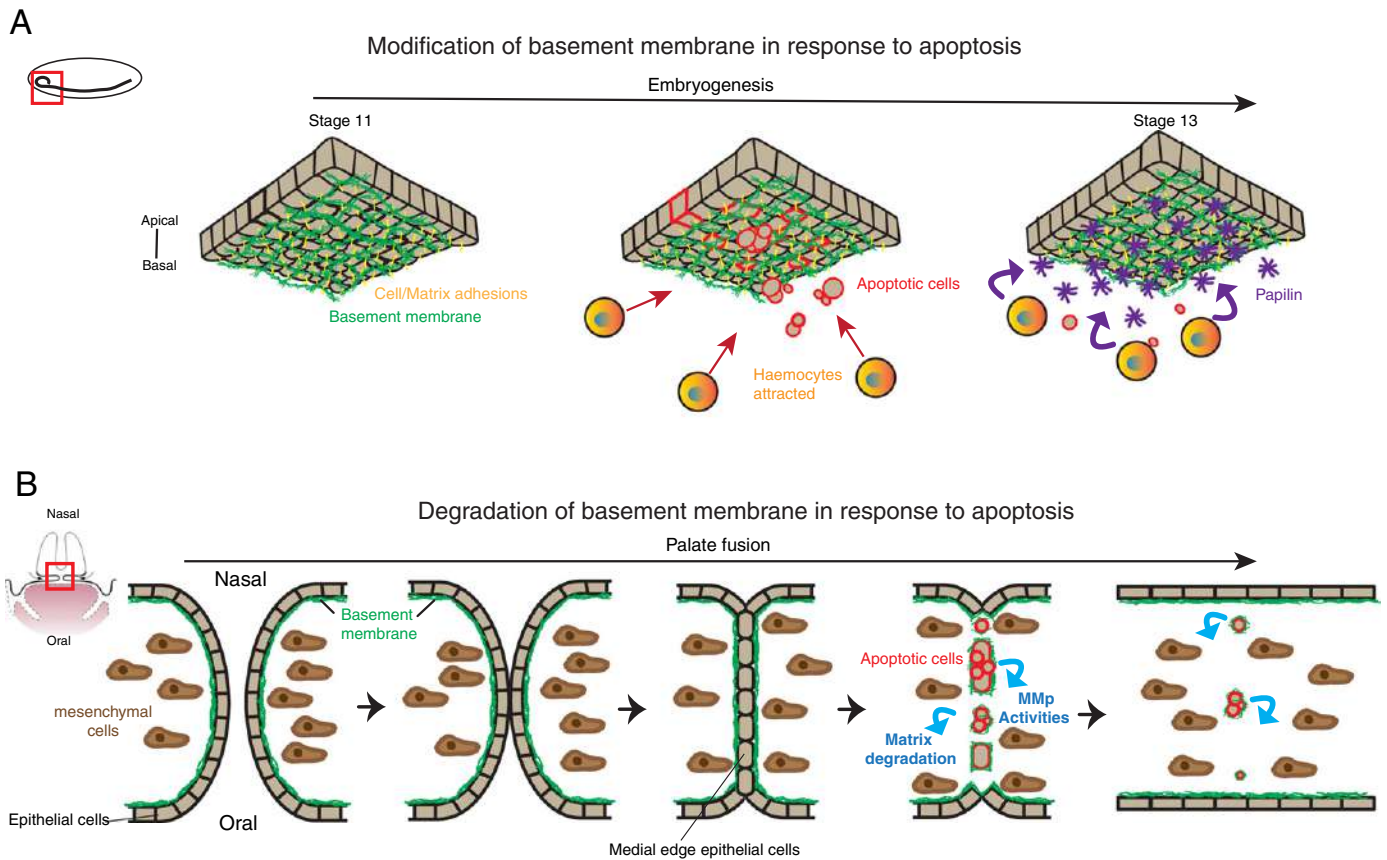 A
Modification of basement membrane in response to apoptosis
Embryogenesis
Stage 11
Stage 13
Apical
Basal
Cell/Matrix adhesions
Basement membrane
Apoptotic cells
Papilin
Haemocytes
attracted
B
Nasal
Degradation of basement membrane in response to apoptosis
Palate fusion
Nasal
Basement
membrane
Oral
Apoptotic cells
mesenchymal
cells
MMp
Activities
Matrix
degradation
Epithelial cells
Oral
Medial edge epithelial cells